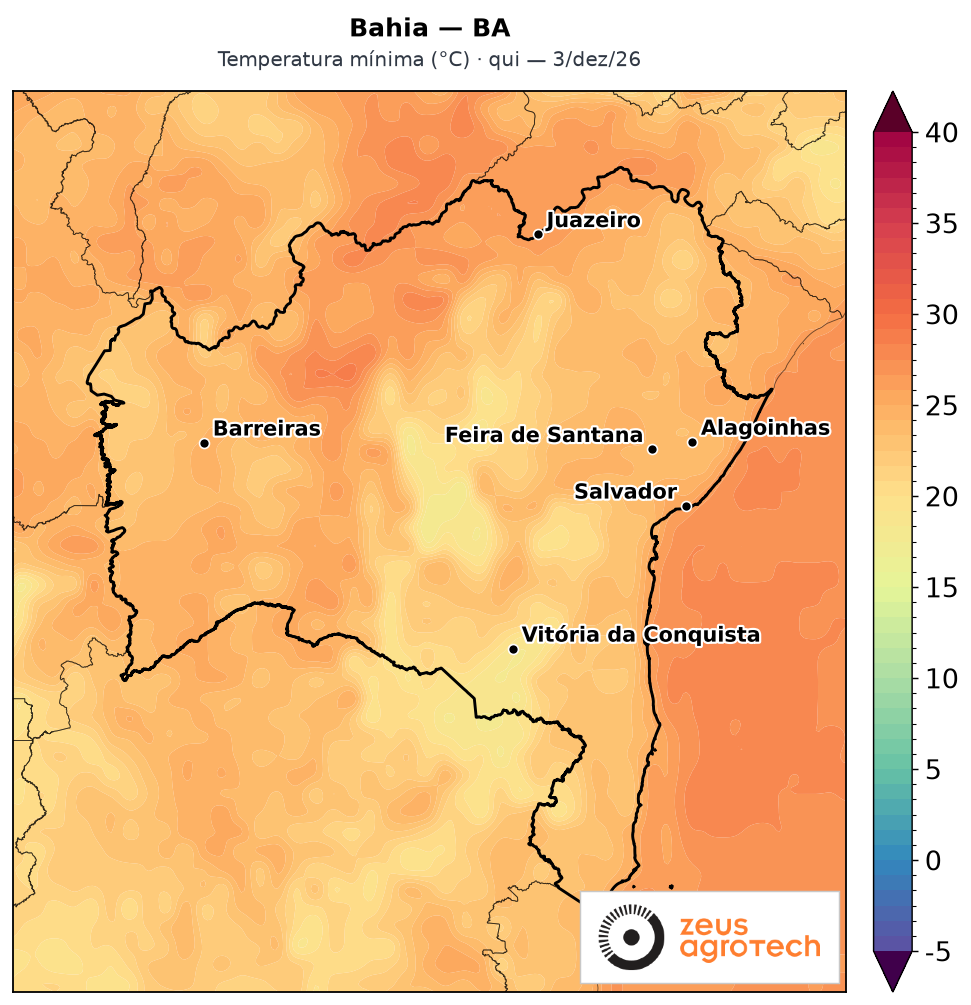 Bahia — BA
Temperatura mínima (°C) · qui — 3/dez/26
Juazeiro
Barreiras
Feira de Santana
Alagoinhas
Salvador
Vitória da Conquista
40
35
30
25
20
15
10
5
0
-5
zeus
agrotech